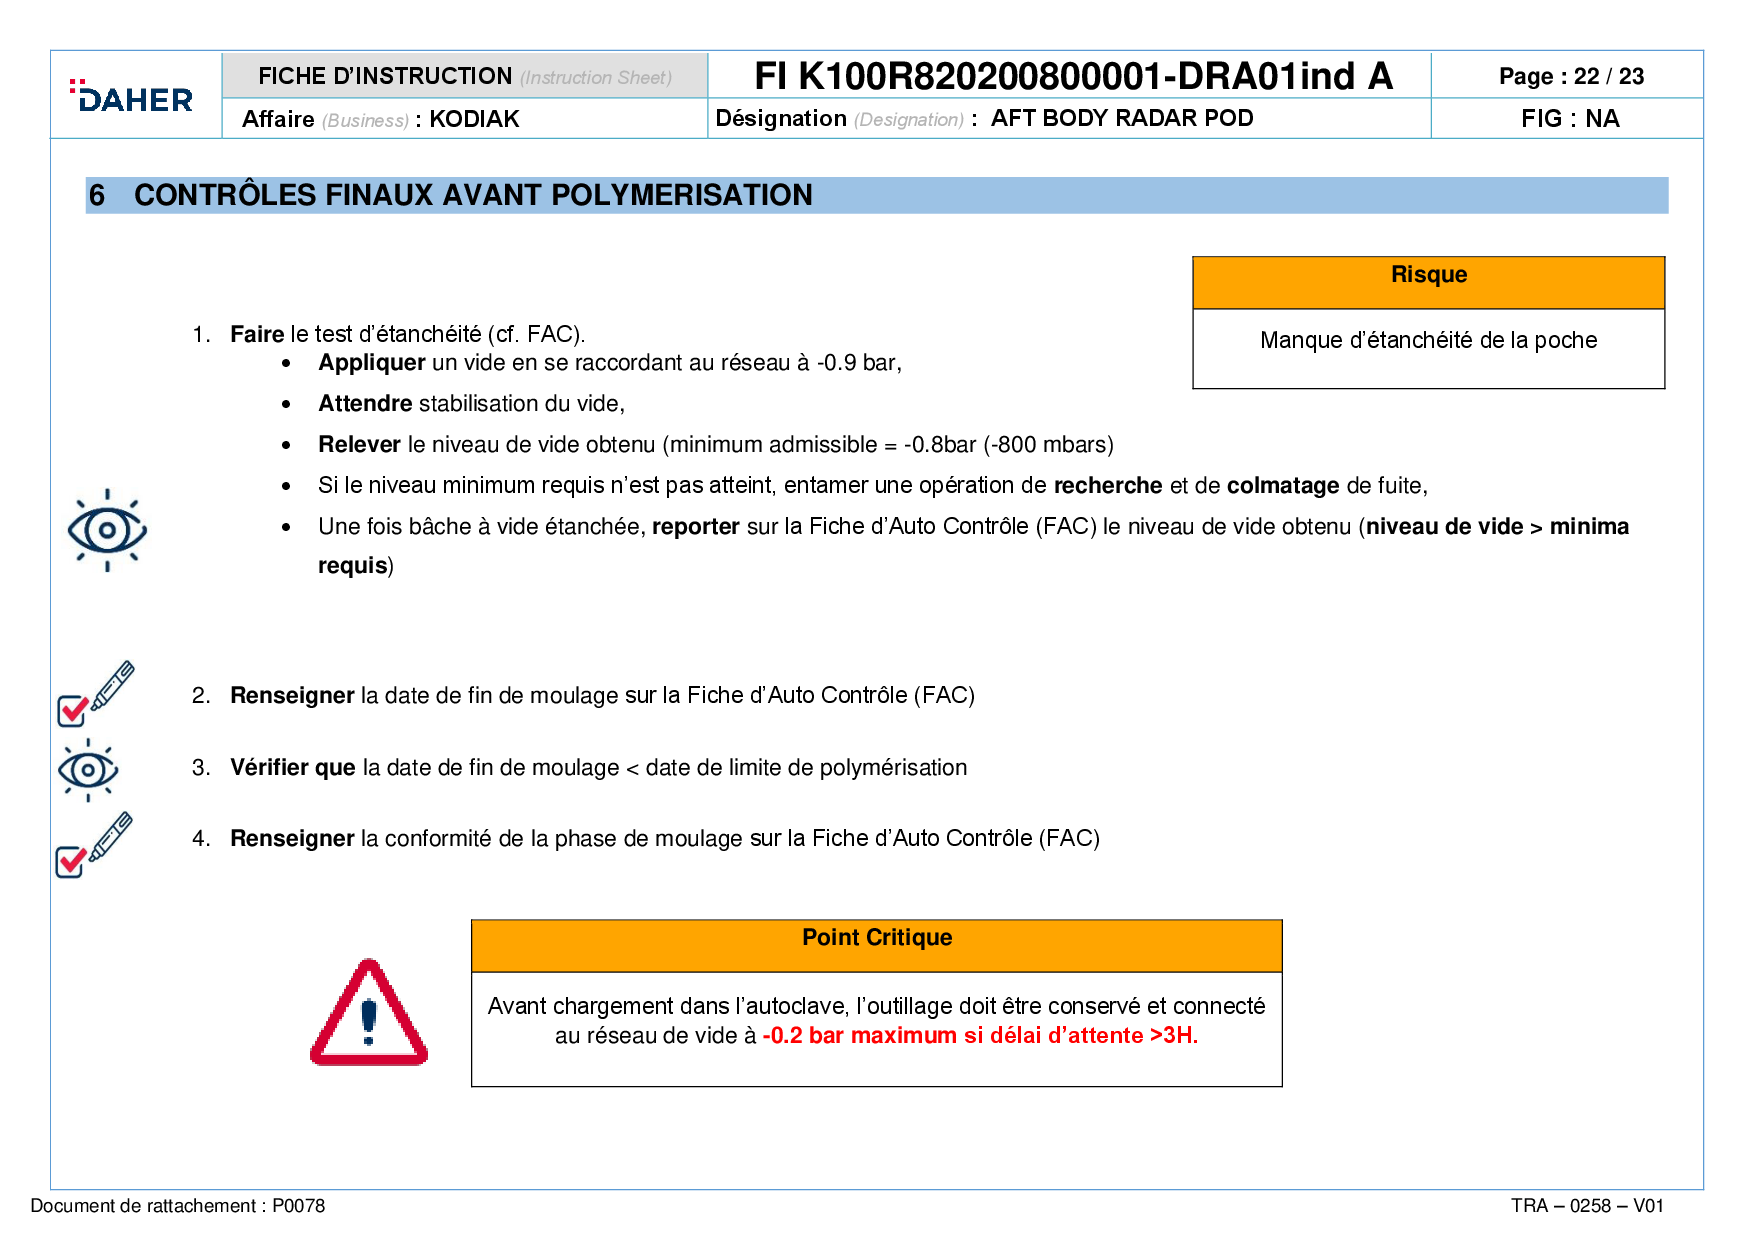 DAHER
FICHE D’INSTRUCTION (Instruction Sheet)
FI K100R820200800001-DRA01ind A
Page : 22 / 23
Affaire (Business) : KODIAK
Désignation (Designation) : AFT BODY RADAR POD
FIG : NA
6 CONTRÔLES FINAUX AVANT POLYMERISATION
Risque
Manque d’étanchéité de la poche
1. Faire le test d’étanchéité (cf. FAC).
• Appliquer un vide en se raccordant au réseau à -0.9 bar,
• Attendre stabilisation du vide,
• Relever le niveau de vide obtenu (minimum admissible = -0.8bar (-800 mbars)
• Si le niveau minimum requis n’est pas atteint, entamer une opération de recherche et de colmatage de fuite,
• Une fois bâche à vide étanchée, reporter sur la Fiche d’Auto Contrôle (FAC) le niveau de vide obtenu (niveau de vide > minima
requis)
2. Renseigner la date de fin de moulage sur la Fiche d’Auto Contrôle (FAC)
3. Vérifier que la date de fin de moulage < date de limite de polymérisation
4. Renseigner la conformité de la phase de moulage sur la Fiche d’Auto Contrôle (FAC)
Point Critique
Avant chargement dans l’autoclave, l’outillage doit être conservé et connecté
au réseau de vide à -0.2 bar maximum si délai d’attente >3H.
Document de rattachement : P0078
TRA – 0258 – V01